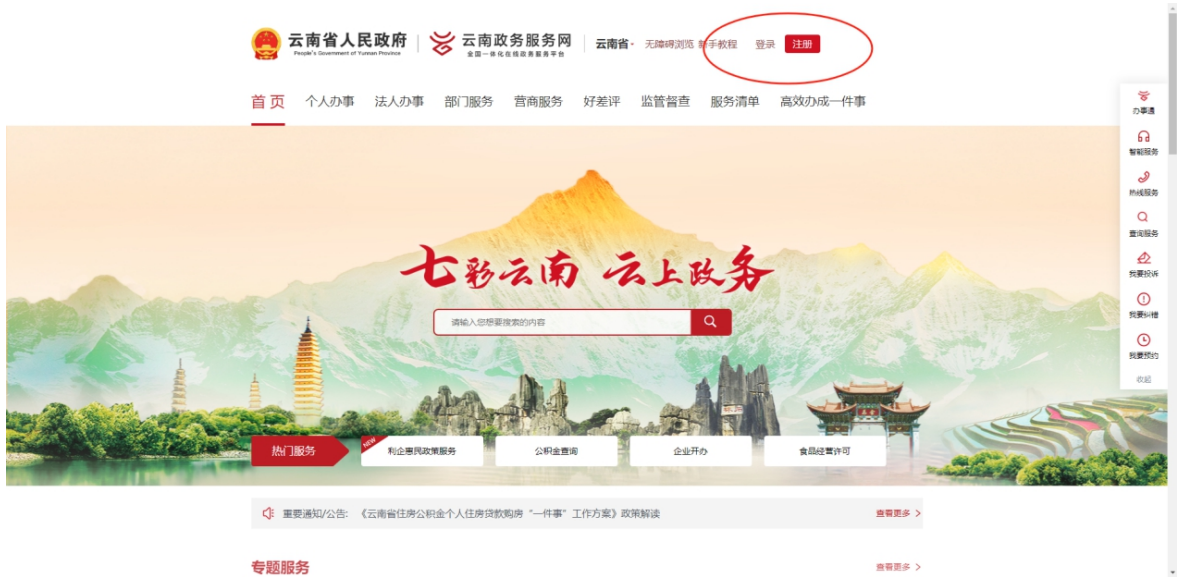 云南省人民政府
People's Government of Yunnan Province
云南政务服务网
全国一体化在线政务服务平台
云南省
无障碍浏览 新手教程 登录 注册
首页 个人办事 法人办事 部门服务 营商服务 好差评 监管督查 服务清单 高效办成一件事
办事通
智能服务
热线服务
查询服务
我要投诉
我要纠错
我要预约
收起
七彩云南 云上政务
请输入您想要搜索的内容
热门服务
NEW
利企惠民政策服务 公积金查询 企业开办 食品经营许可
重要通知/公告: 《云南省住房公积金个人住房贷款购房“一件事”工作方案》政策解读 查看更多 >
专题服务 查看更多 >